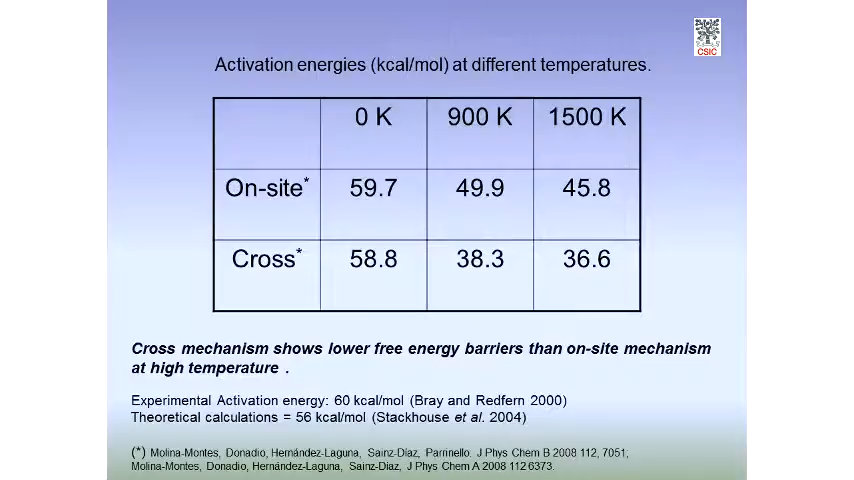 CSIC
Activation energies (kcal/mol) at different temperatures.
0 K 900 K 1500 K
On-site* 59.7 49.9 45.8
Cross* 58.8 38.3 36.6
Cross mechanism shows lower free energy barriers than on-site mechanism
at high temperature .
Experimental Activation energy: 60 kcal/mol (Bray and Redfern 2000)
Theoretical calculations = 56 kcal/mol (Stackhouse et al. 2004)
(*) Molina-Montes, Donadio, Hernández-Laguna, Sainz-Díaz, Parrinello. J Phys Chem B 2008 112, 7051,
Molina-Montes, Donadio, Hernández-Laguna, Sainz-Diaz, J Phys Chem A 2008 112 6373.